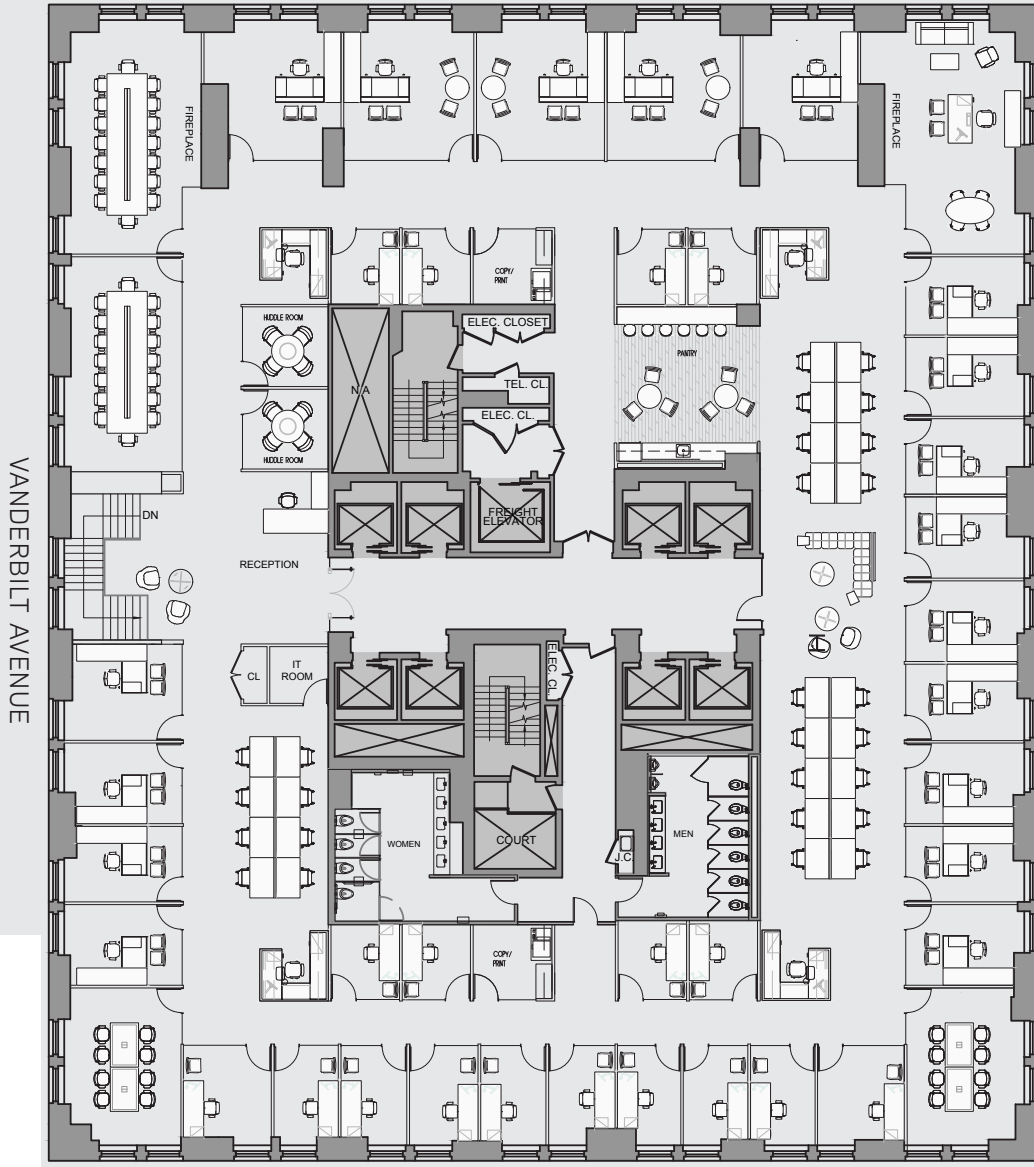 FIREPLACE
FIREPLACE
COPY/
PRINT
HUDDLE ROOM
ELEC. CLOSET
N/A
TEL. CL.
PANTRY
ELEC. CL.
HUDDLE ROOM
FREIGHT
ELEVATOR
DN
RECEPTION
VANDERBILT AVENUE
CL
IT
ROOM
ELEC. CL.
WOMEN
COURT
MEN
J.C.
COPY/
PRINT